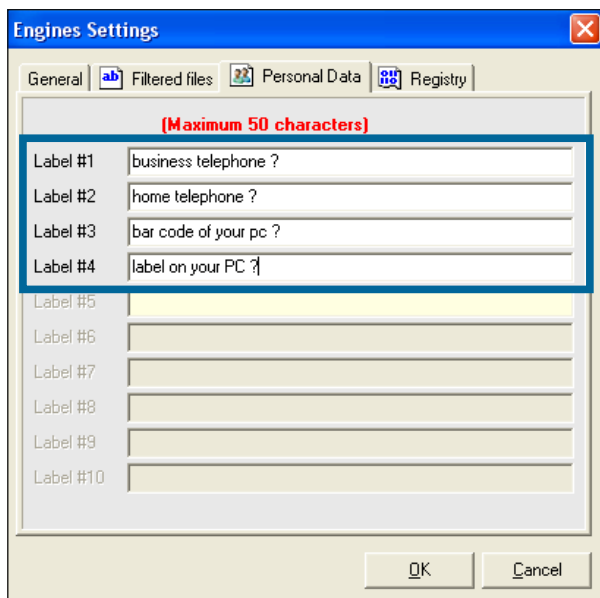 Engines Settings
General Filtered files Personal Data Registry
(Maximum 50 characters)
Label #1 business telephone ?
Label #2 home telephone ?
Label #3 bar code of your pc ?
Label #4 label on your PC ?
Label #5
Label #6
Label #7
Label #8
Label #9
Label #10
OK Cancel